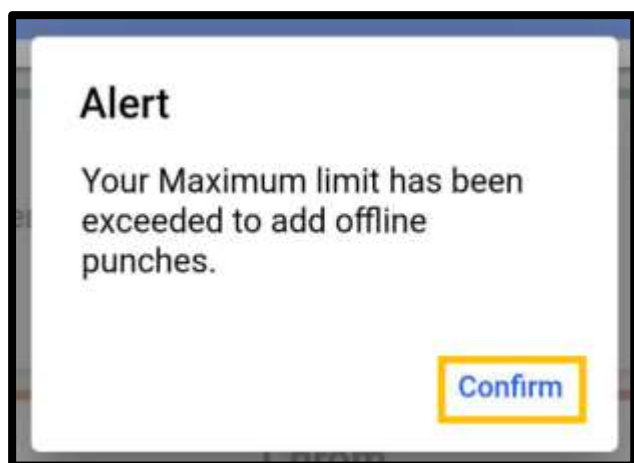 Alert
Your Maximum limit has been
exceeded to add offline
punches.
Confirm